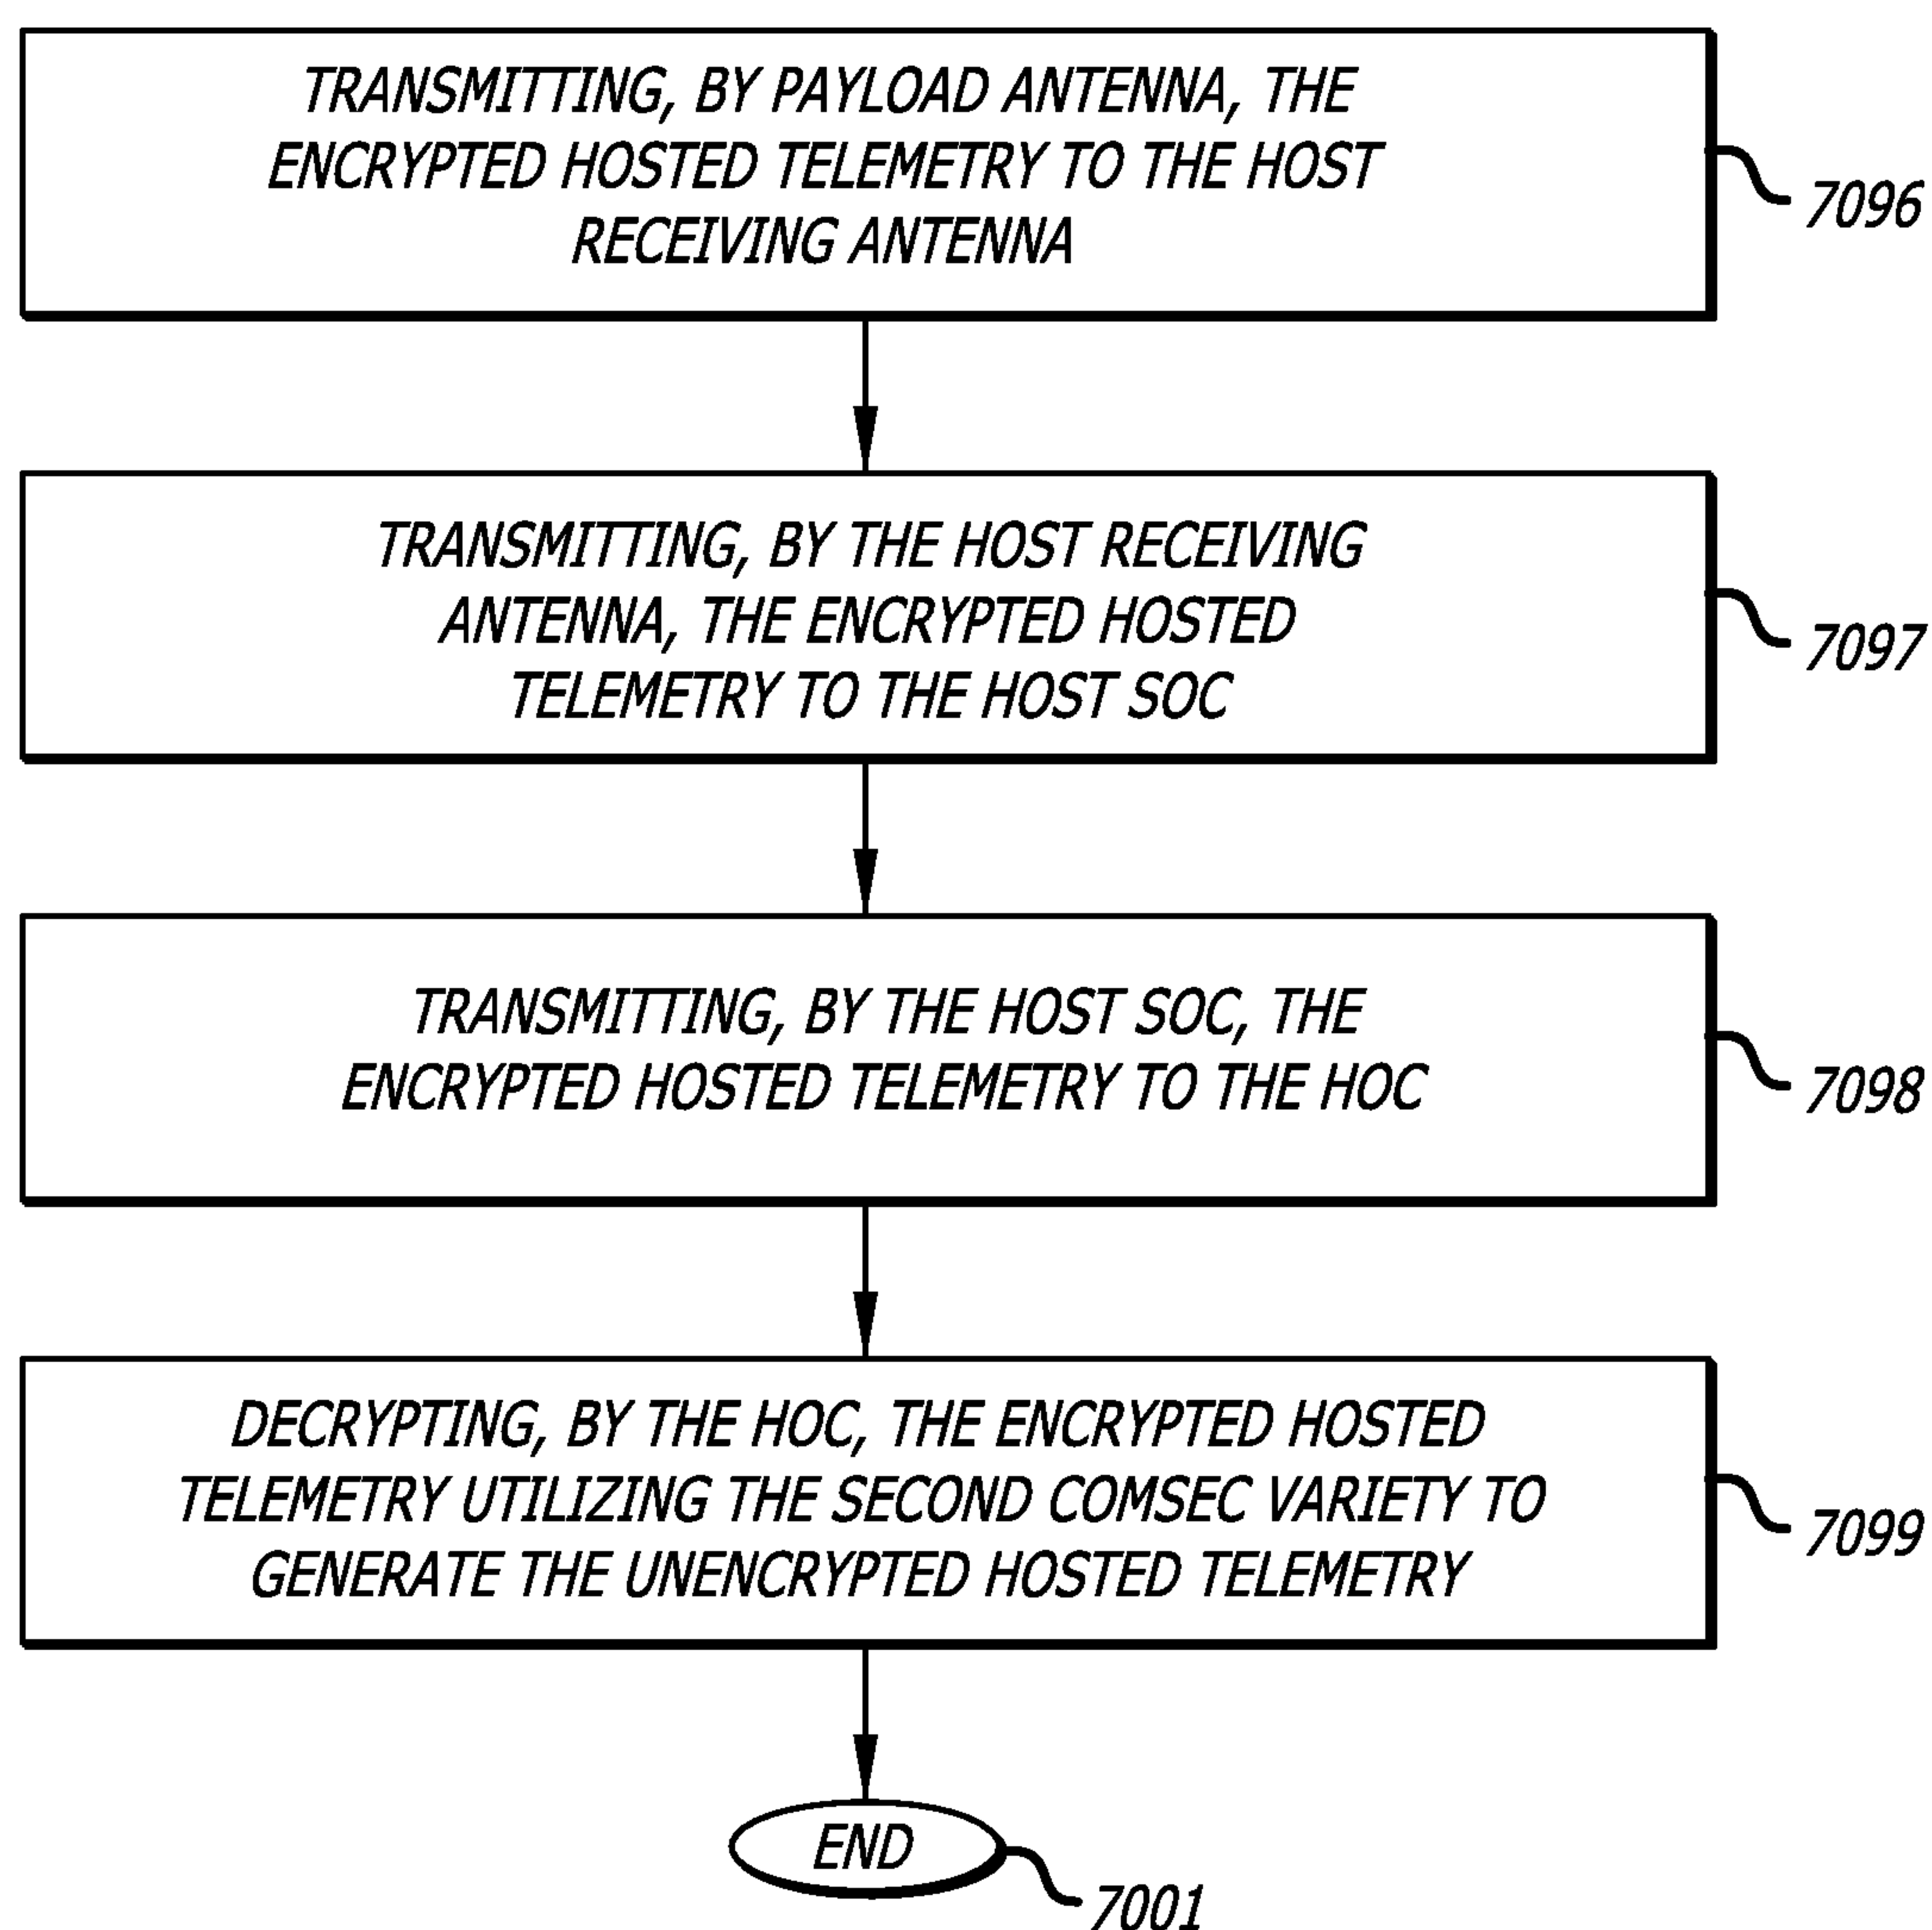 TRANSMITTING, BY PAYLOAD ANTENNA, THE
ENCRYPTED HOSTED TELEMETRY TO THE HOST
RECEIVING ANTENNA
7096
TRANSMITTING, BY THE HOST RECEIVING
ANTENNA, THE ENCRYPTED HOSTED
TELEMETRY TO THE HOST SOC
7097
TRANSMITTING, BY THE HOST SOC, THE
ENCRYPTED HOSTED TELEMETRY TO THE HOC
7098
DECRYPTING, BY THE HOC, THE ENCRYPTED HOSTED
TELEMETRY UTILIZING THE SECOND COMSEC VARIETY TO
GENERATE THE UNENCRYPTED HOSTED TELEMETRY
7099
END
7001